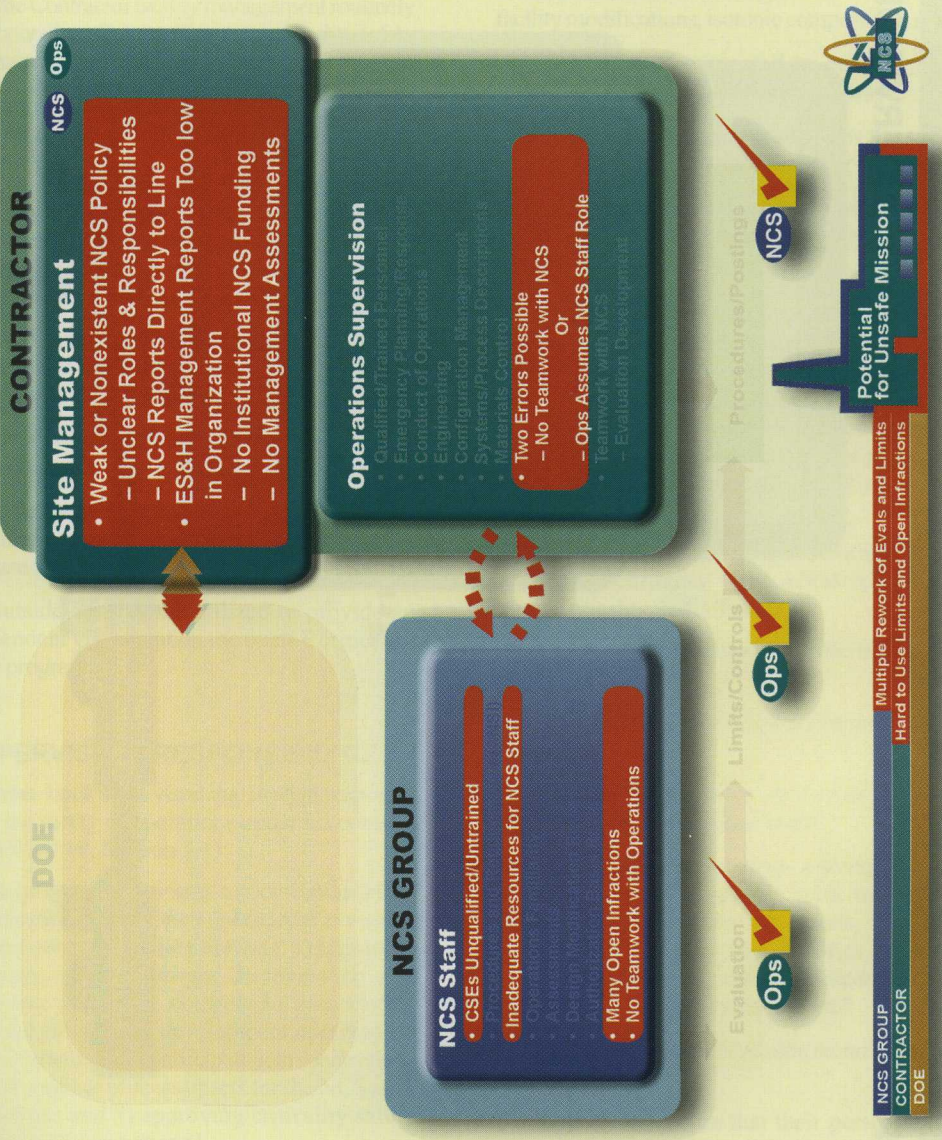 CONTRACTOR
Site Management
NCS Ops
• Weak or Nonexistent NCS Policy
– Unclear Roles & Responsibilities
– NCS Reports Directly to Line
• ES&H Management Reports Too low
in Organization
– No Institutional NCS Funding
– No Management Assessments
Operations Supervision
• Qualified/Trained Personnel
• Emergency Planning/Response
• Conduct of Operations
• Engineering
• Configuration Management
• Systems/Process Descriptions
• Materials Control
• Two Errors Possible
– No Teamwork with NCS
Or
– Ops Assumes NCS Staff Role
• Teamwork with NCS
– Evaluation Development
DOE
NCS GROUP
NCS Staff
• CSEs Unqualified/Untrained
• Inadequate Resources for NCS Staff
• Many Open Infractions
• No Teamwork with Operations
Evaluation
Limits/Controls
Procedures/Postings
Ops
Ops
NCS
NCS GROUP
CONTRACTOR
DOE
Multiple Rework of Evals and Limits
Hard to Use Limits and Open Infractions
Potential
for Unsafe Mission
NCS